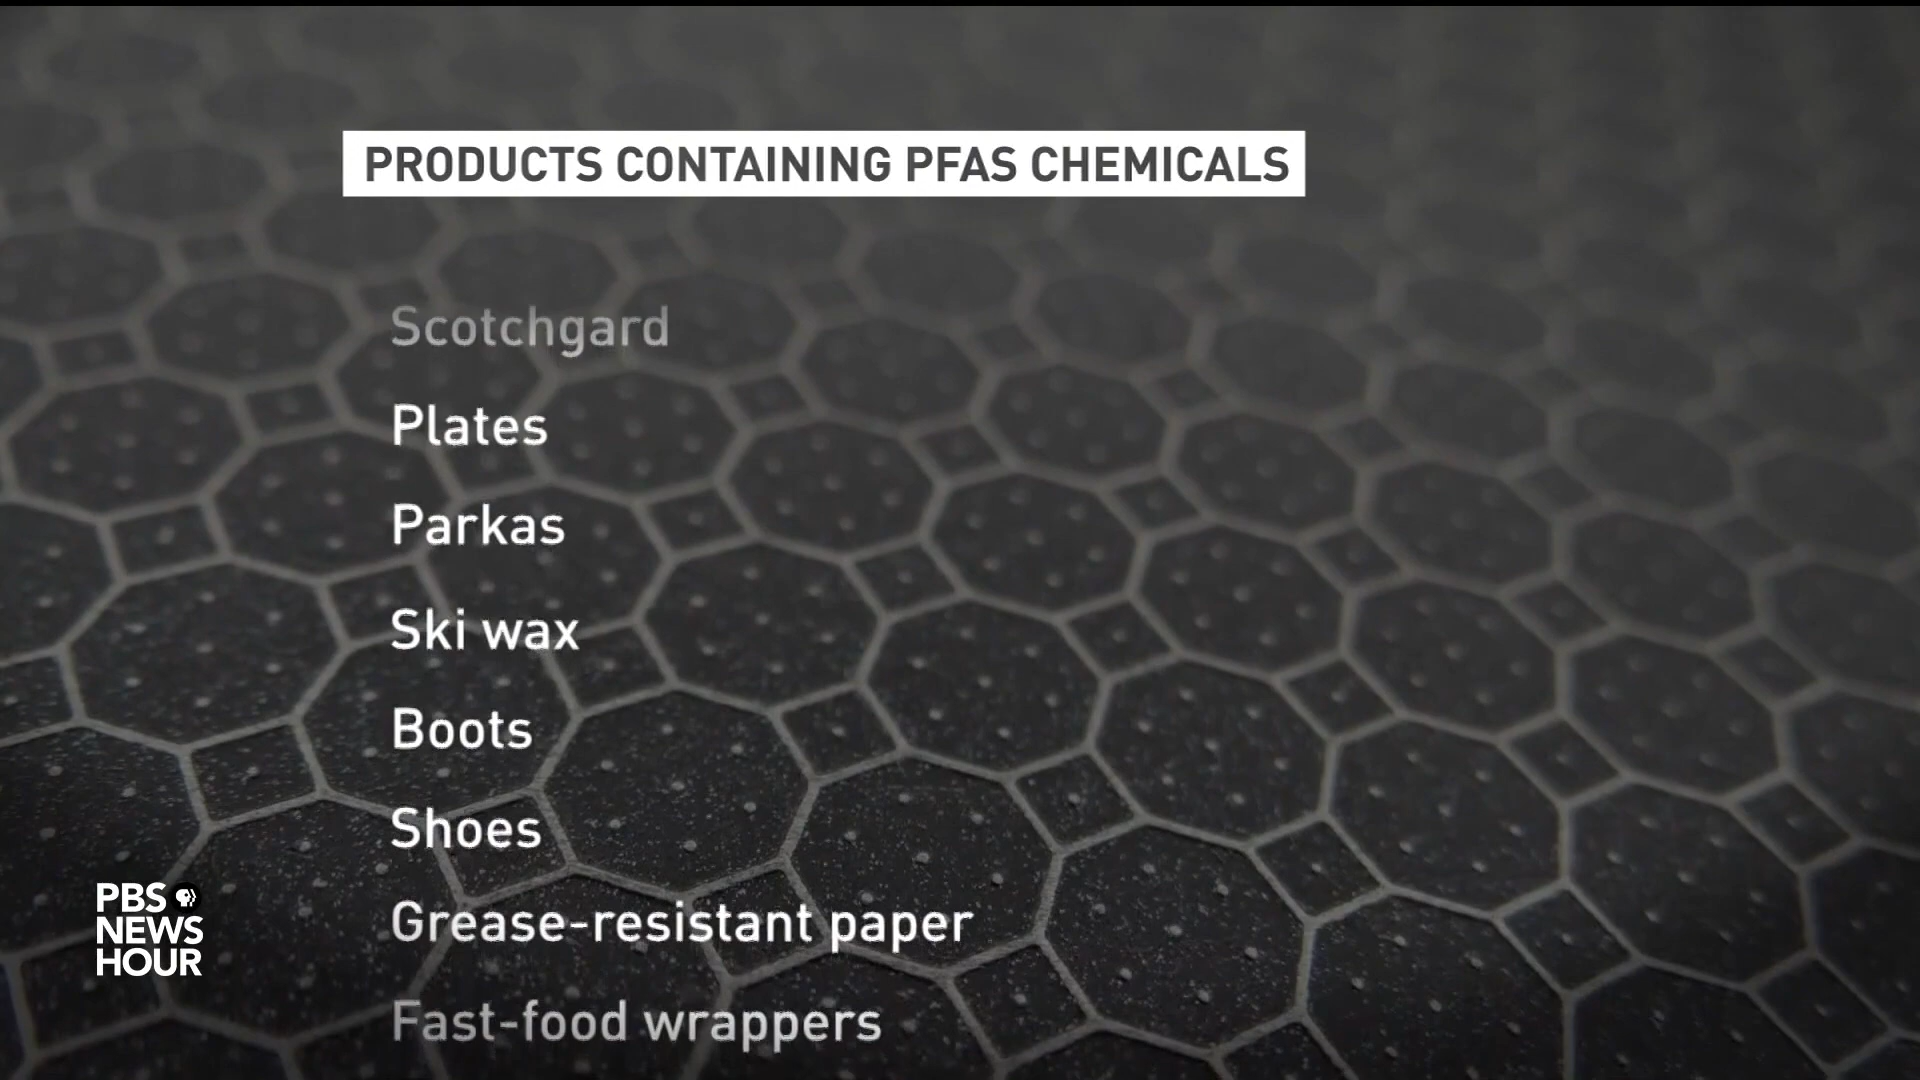 PRODUCTS CONTAINING PFAS CHEMICALS
Scotchgard
Plates
Parkas
Ski wax
Boots
Shoes
Grease-resistant paper
Fast-food wrappers
PBS
NEWS
HOUR